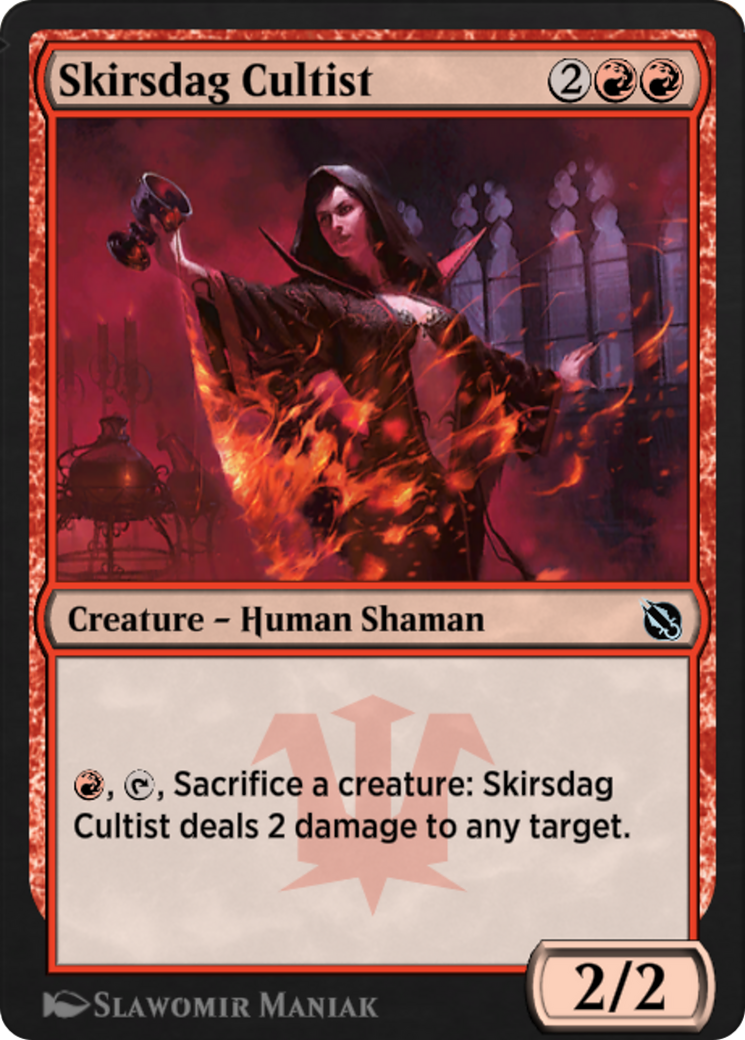 Skirsdag Cultist 2
Creature – Human Shaman
, , Sacrifice a creature: Skirsdag
Cultist deals 2 damage to any target.
2/2
Slawomir Maniak